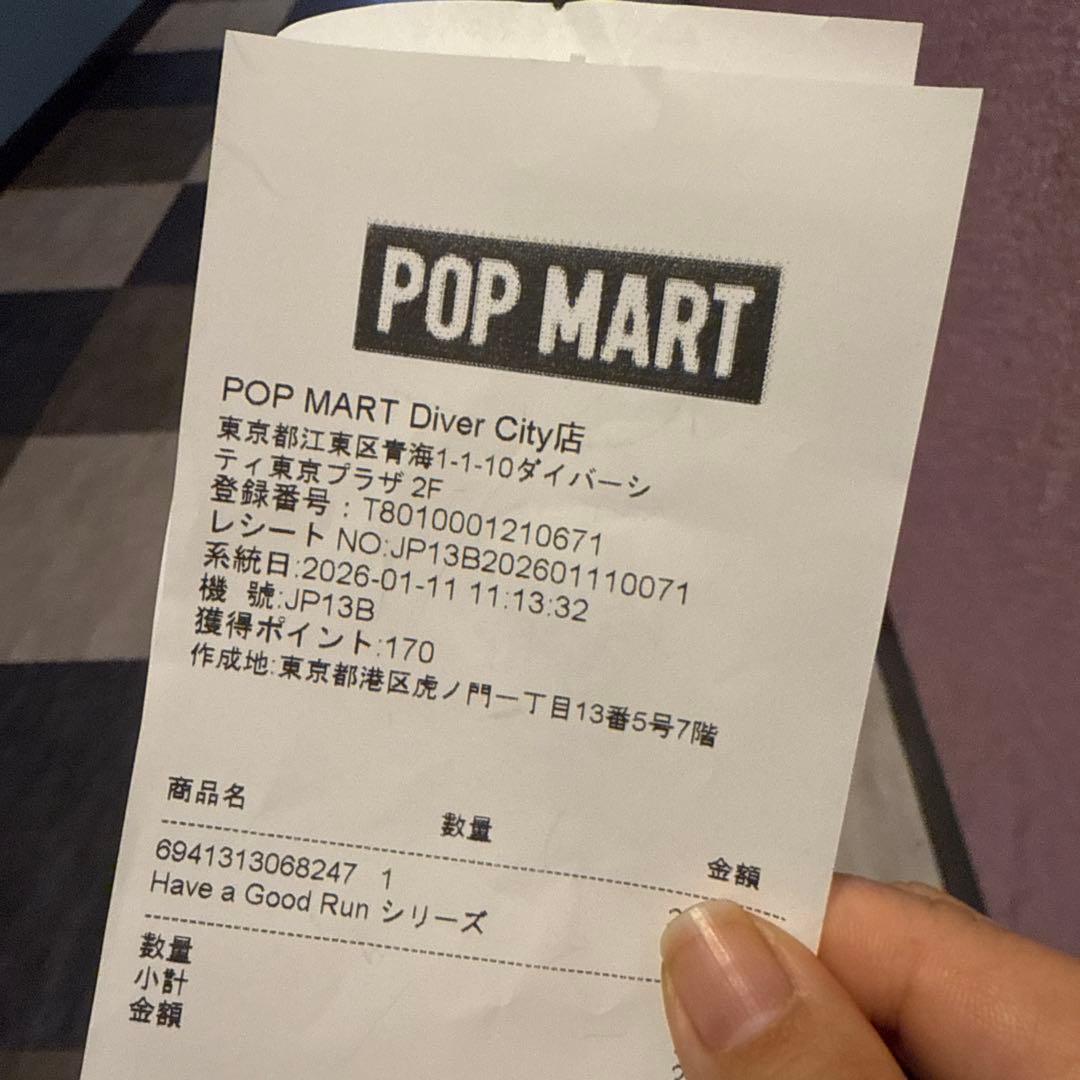 POP MART
POP MART Diver City店
東京都江東区青海1-1-10ダイバーシ
ティ東京プラザ 2F
登録番号：T8010001210671
レシート NO:JP13B202601110071
系統日:2026-01-11 11:13:32
機 號:JP13B
獲得ポイント:170
作成地:東京都港区虎ノ門一丁目13番5号7階
商品名 数量 金額
6941313068247 1
Have a Good Run シリーズ
数量
小計
金額